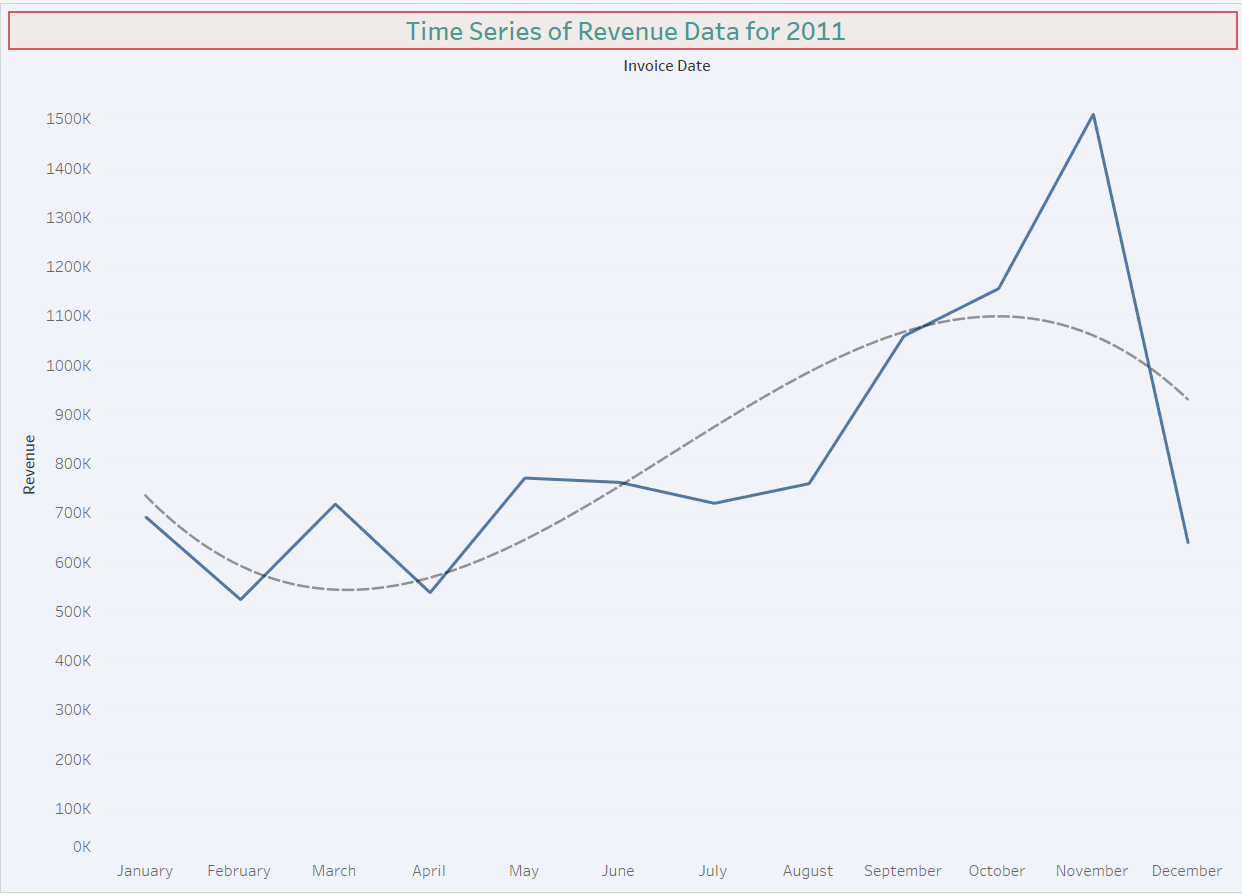 Time Series of Revenue Data for 2011
Invoice Date
1500K
1400K
1300K
1200K
1100K
1000K
900K
800K
700K
600K
500K
400K
300K
200K
100K
0K
Revenue
January February March April May June July August September October November December